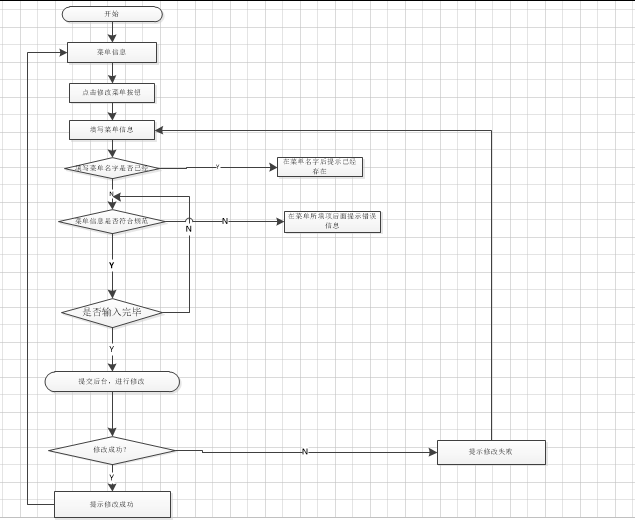 开始
菜单信息
点击修改菜单按钮
填写菜单信息
填写菜单名字是否已经
Y
在菜单名字后提示已经
存在
N
菜单信息是否符合规范
N
N
在菜单所填项后面提示错误
信息
Y
是否输入完毕
Y
提交后台，进行修改
修改成功？
N
提示修改失败
Y
提示修改成功